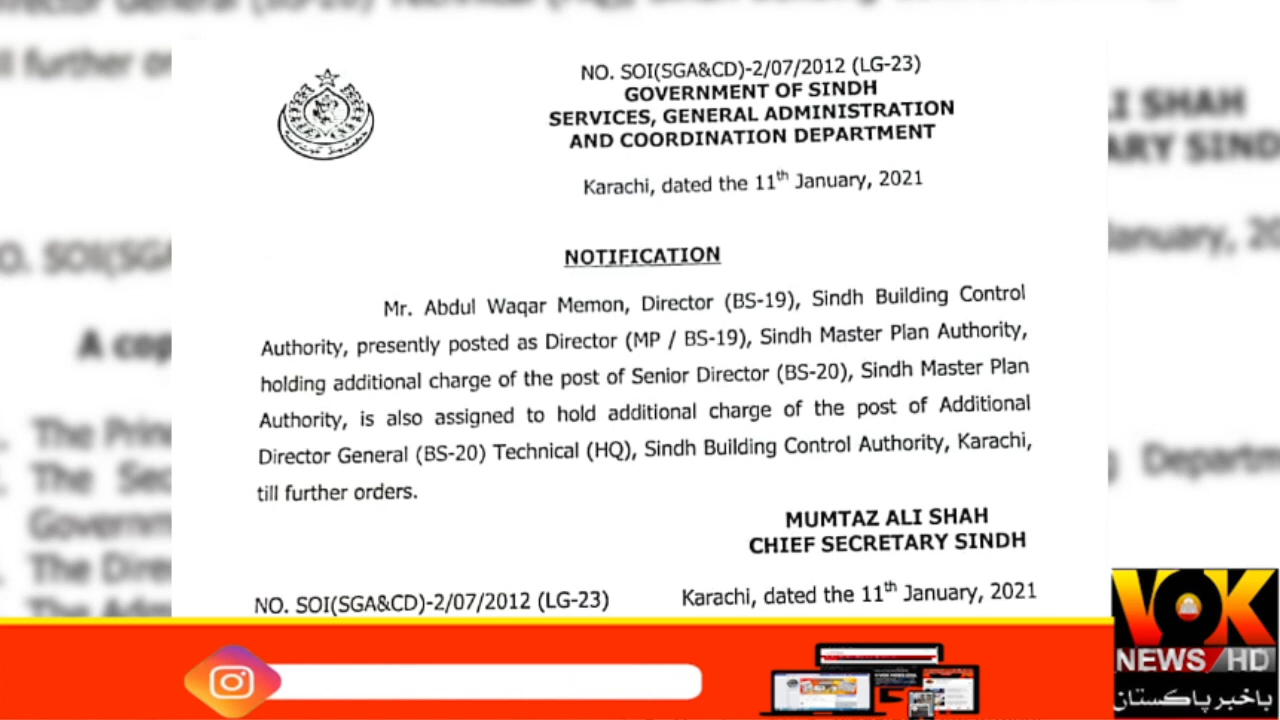 NO. SOI(SGA&CD)-2/07/2012 (LG-23)
GOVERNMENT OF SINDH
SERVICES, GENERAL ADMINISTRATION
AND COORDINATION DEPARTMENT
Karachi, dated the 11th January, 2021
NOTIFICATION
Mr. Abdul Waqar Memon, Director (BS-19), Sindh Building Control
Authority, presently posted as Director (MP / BS-19), Sindh Master Plan Authority,
holding additional charge of the post of Senior Director (BS-20), Sindh Master Plan
Authority, is also assigned to hold additional charge of the post of Additional
Director General (BS-20) Technical (HQ), Sindh Building Control Authority, Karachi,
till further orders.
MUMTAZ ALI SHAH
CHIEF SECRETARY SINDH
NO. SOI(SGA&CD)-2/07/2012 (LG-23)
Karachi, dated the 11th January, 2021
VOK
NEWS/HD
باخبر پاکستان